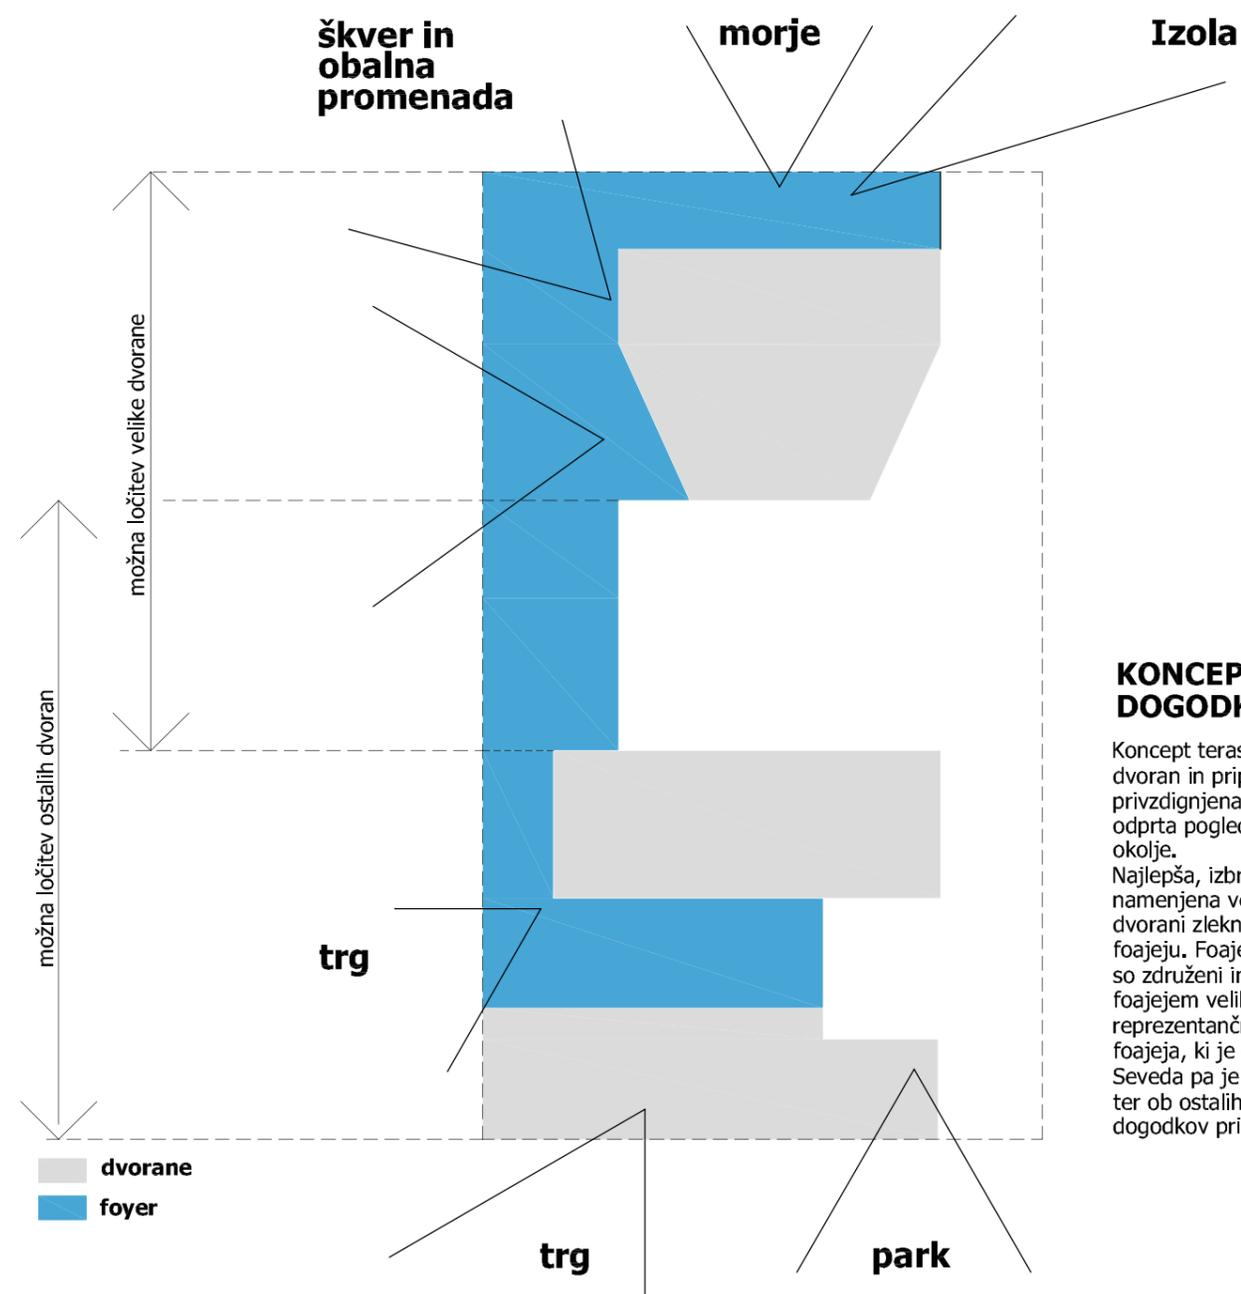 škver in
obalna
promenada
morje
Izola
možna ločitev velike dvorane
možna ločitev ostalih dvoran
trg
dvorane
foyer
trg
park
KONCEP
DOGODK
Koncept teras
dvoran in prip
privzdignjena
odprta pogled
okolje.
Najlepša, izbr
namenjena ve
dvorani zlekn
foajeju. Foaje
so združeni in
foajejem velik
reprezentančn
foajeja, ki je
Seveda pa je
ter ob ostalih
dogodkov pri